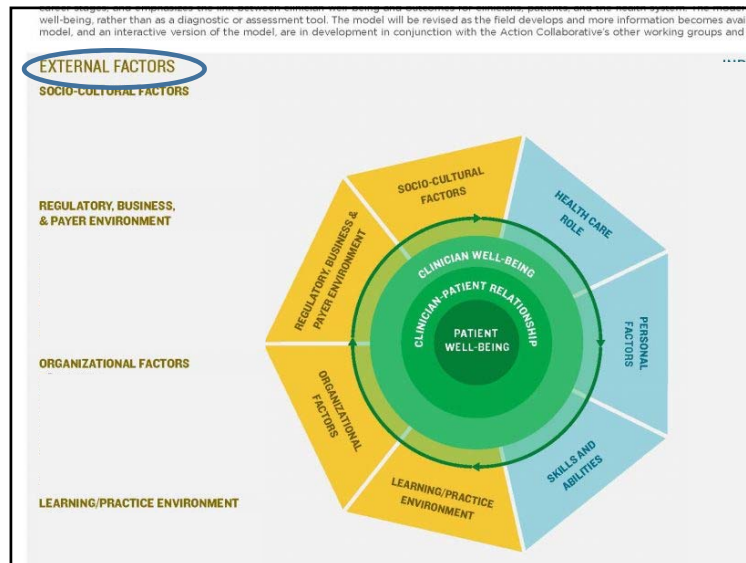 well-being, rather than as a diagnostic or assessment tool. The model will be revised as the field develops and more information becomes avai
model, and an interactive version of the model, are in development in conjunction with the Action Collaborative's other working groups and
EXTERNAL FACTORS
SOCIO-CULTURAL FACTORS
REGULATORY, BUSINESS,
& PAYER ENVIRONMENT
ORGANIZATIONAL FACTORS
LEARNING/PRACTICE ENVIRONMENT
SOCIO-CULTURAL
FACTORS
HEALTH CARE
ROLE
PERSONAL
FACTORS
SKILLS AND
ABILITIES
LEARNING/PRACTICE
ENVIRONMENT
ORGANIZATIONAL
FACTORS
REGULATORY, BUSINESS &
PAYER ENVIRONMENT
CLINICIAN WELL-BEING
CLINICIAN-PATIENT RELATIONSHIP
PATIENT
WELL-BEING